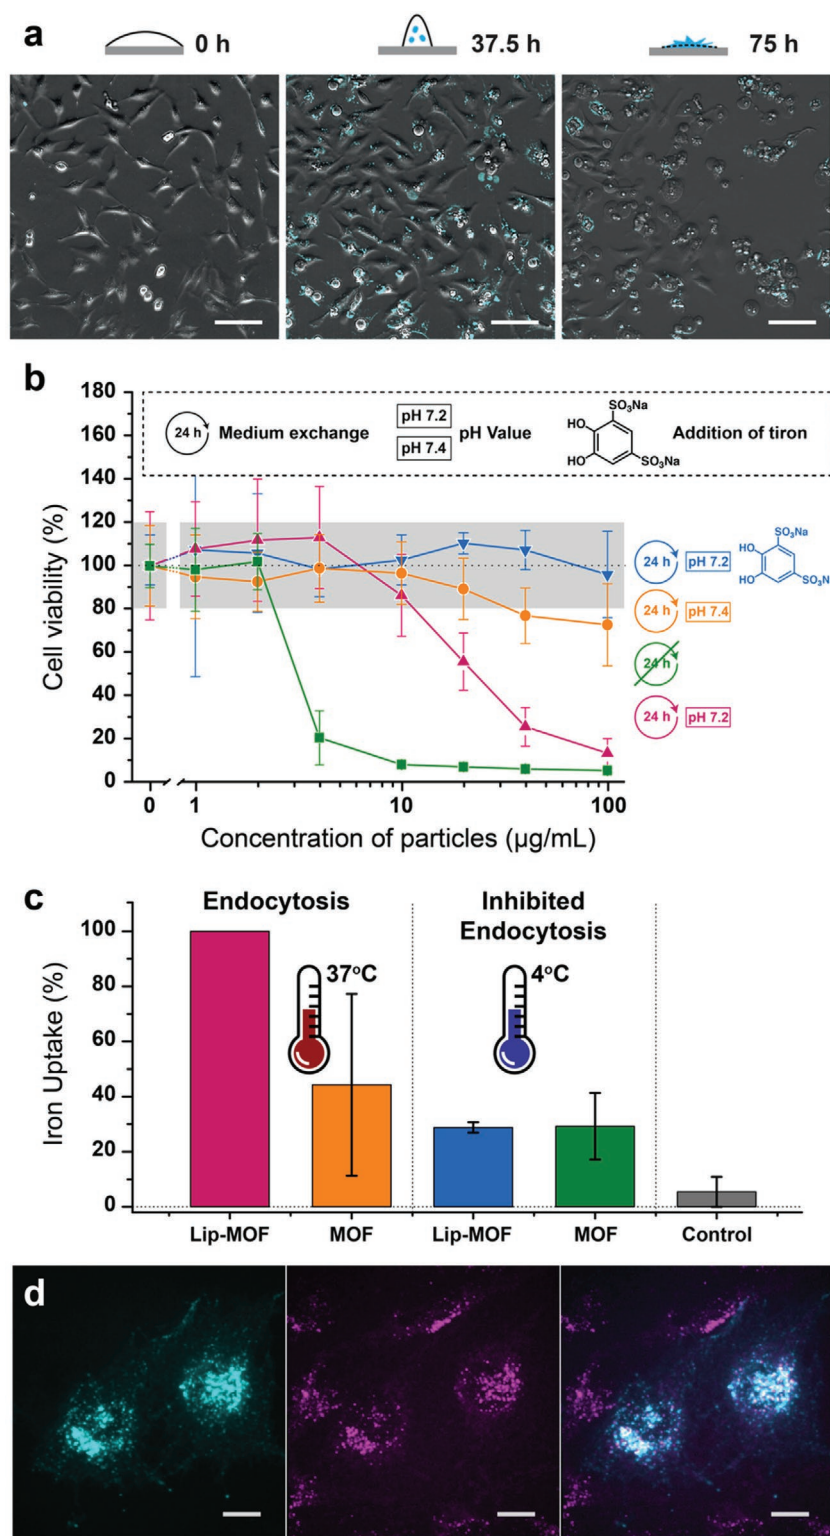 a
0 h
37.5 h
75 h
b
180
160
140
120
100
80
60
40
20
0
Cell viability (%)
24 h Medium exchange
pH 7.2
pH 7.4
pH Value
SO₃Na
HO
HO
SO₃Na
Addition of tiron
24 h pH 7.2
SO₃Na
HO
HO
SO₃N
24 h pH 7.4
24 h
24 h pH 7.2
0 1 10 100
Concentration of particles (µg/mL)
c
Endocytosis
Inhibited
Endocytosis
37°C
4°C
100
80
60
40
20
0
Iron Uptake (%)
Lip-MOF MOF Lip-MOF MOF Control
d